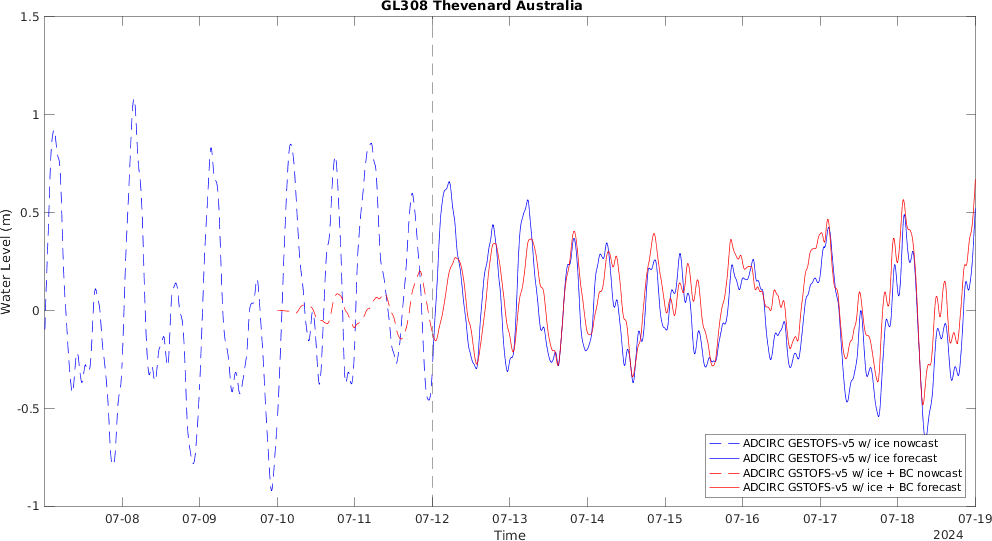 GL308 Thevenard Australia
1.5
1
0.5
0
-0.5
-1
Water Level (m)
07-08
07-09
07-10
07-11
07-12
07-13
07-14
07-15
07-16
07-17
07-18
07-19
2024
Time
ADCIRC GESTOFS-v5 w/ ice nowcast
ADCIRC GESTOFS-v5 w/ ice forecast
ADCIRC GSTOFS-v5 w/ ice + BC nowcast
ADCIRC GSTOFS-v5 w/ ice + BC forecast